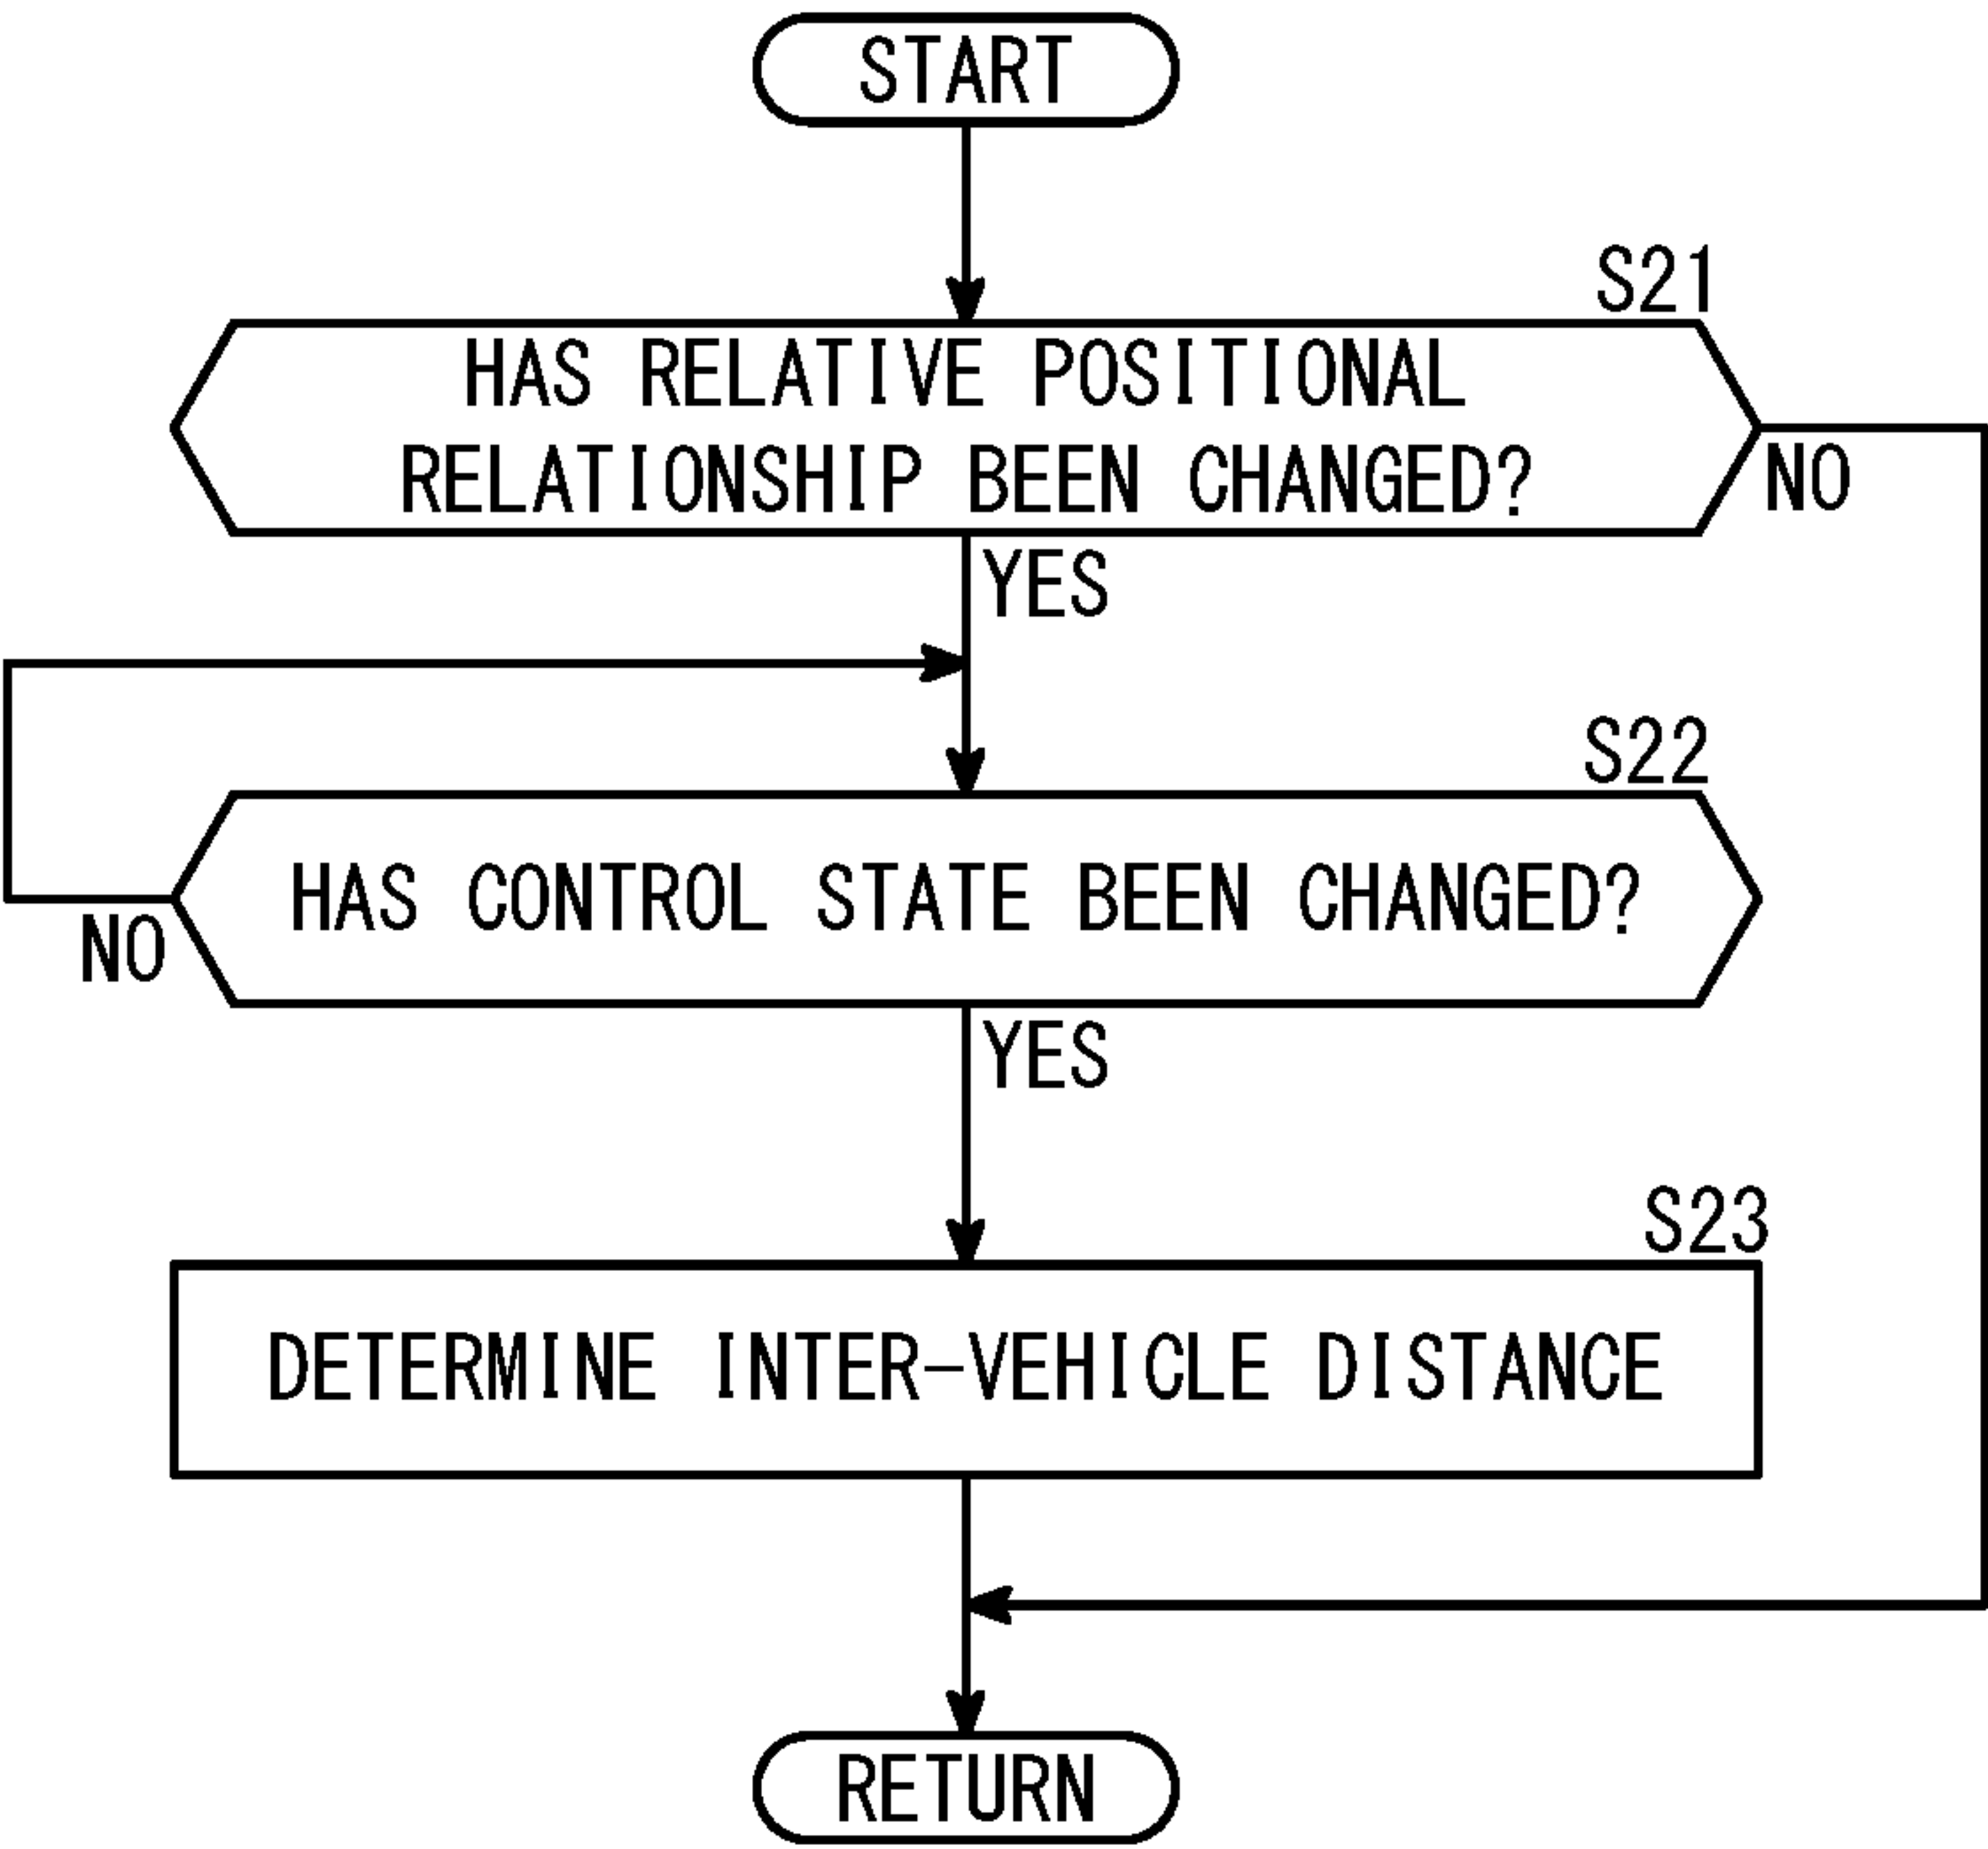 START
S21
HAS RELATIVE POSITIONAL
RELATIONSHIP BEEN CHANGED?
NO
YES
S22
HAS CONTROL STATE BEEN CHANGED?
NO
YES
S23
DETERMINE INTER-VEHICLE DISTANCE
RETURN